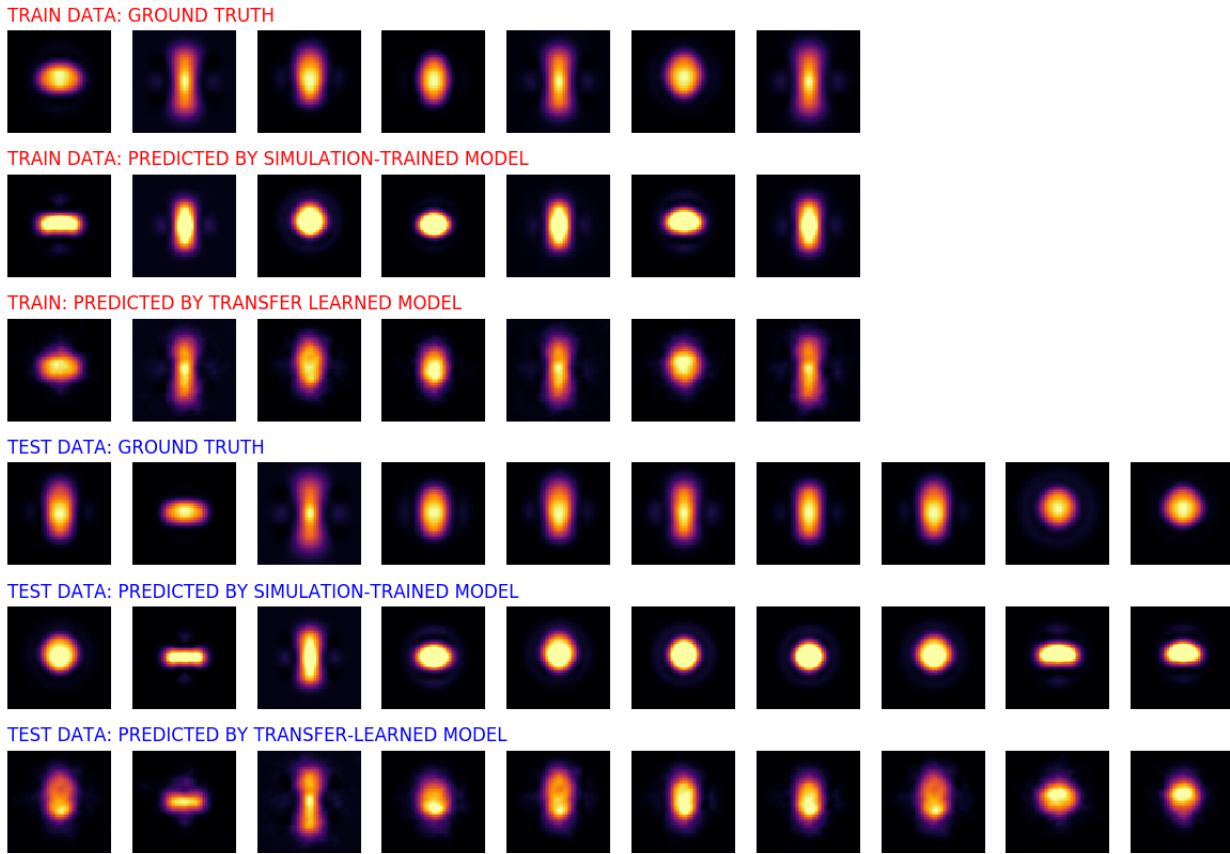 TRAIN DATA: GROUND TRUTH
TRAIN DATA: PREDICTED BY SIMULATION-TRAINED MODEL
TRAIN: PREDICTED BY TRANSFER LEARNED MODEL
TEST DATA: GROUND TRUTH
TEST DATA: PREDICTED BY SIMULATION-TRAINED MODEL
TEST DATA: PREDICTED BY TRANSFER-LEARNED MODEL